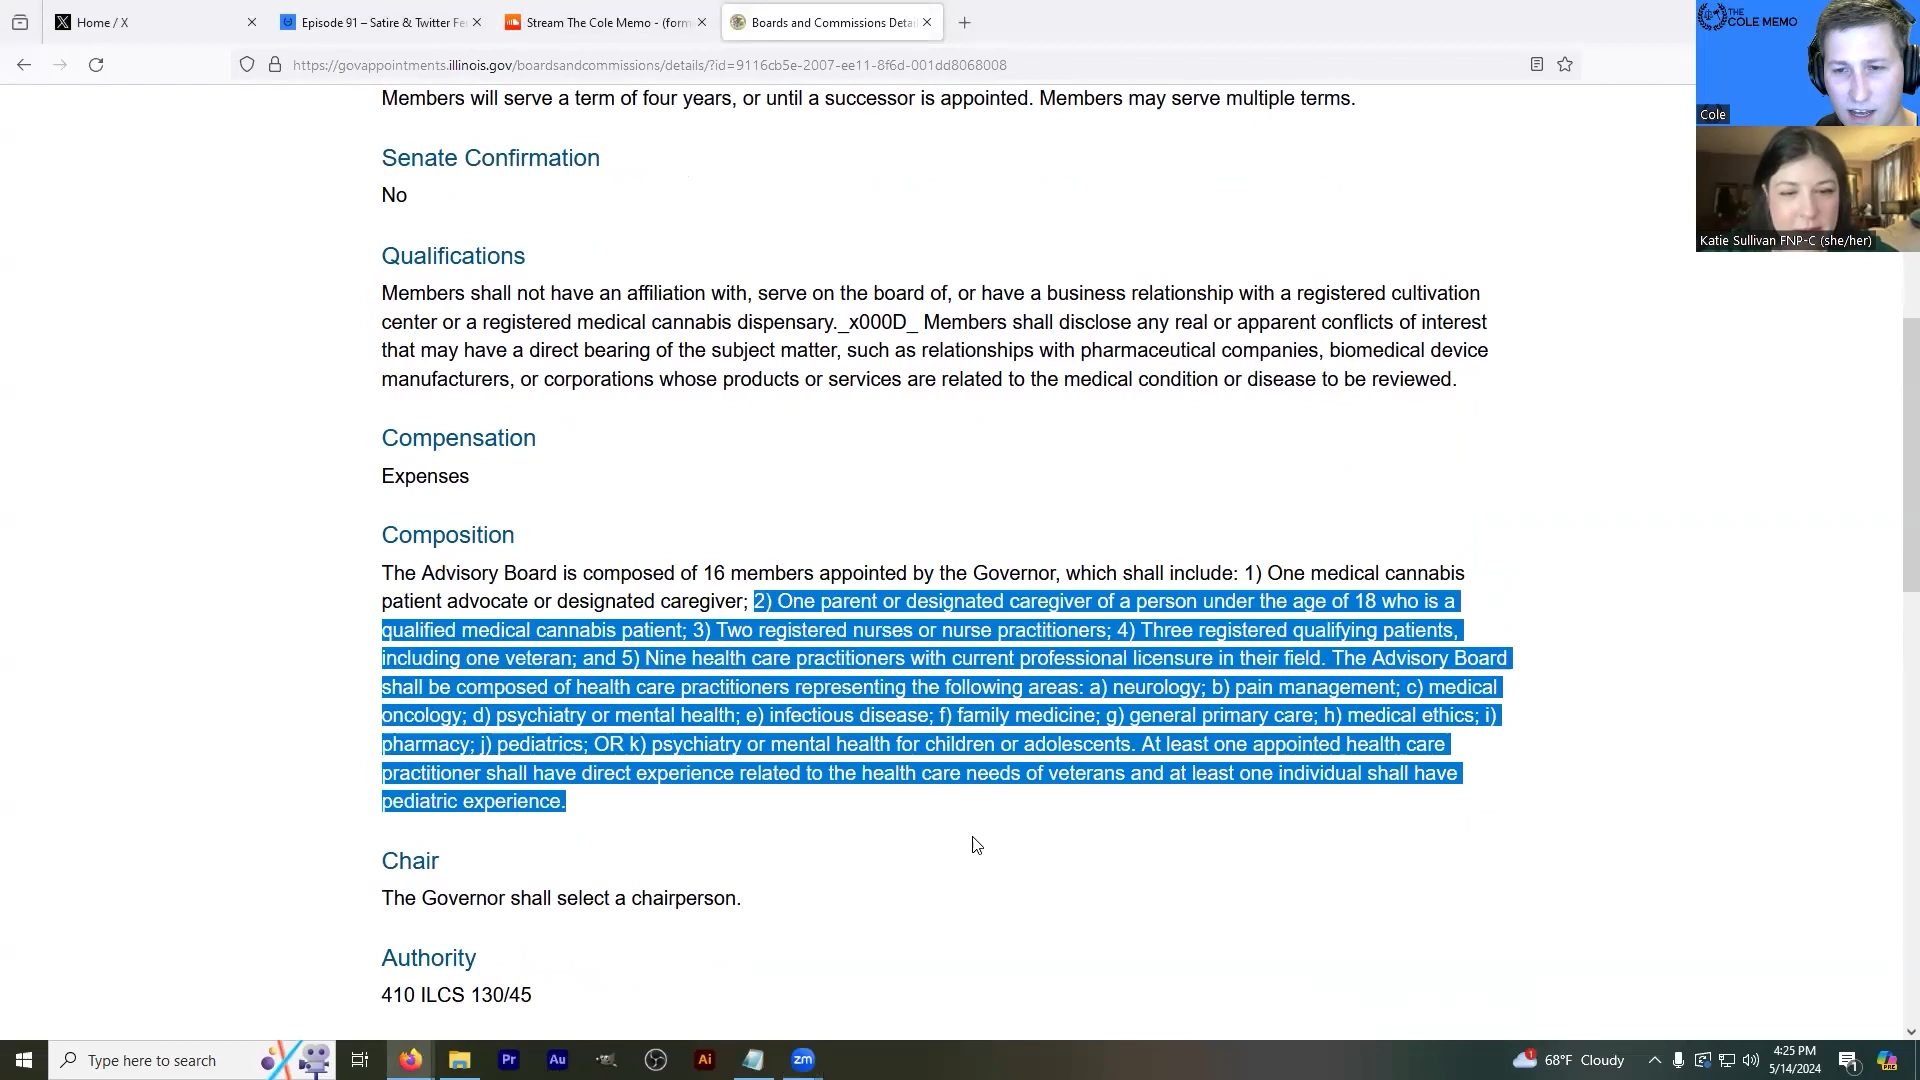 Home / X
Episode 91 – Satire & Twitter Fe
Stream The Cole Memo - (form
Boards and Commissions Detai
https://govappointments.illinois.gov/boardsandcommissions/details/?id=9116cb5e-2007-ee11-8f6d-001dd8068008
THE
COLE MEMO
Cole
Katie Sullivan FNP-C (she/her)
Members will serve a term of four years, or until a successor is appointed. Members may serve multiple terms.
Senate Confirmation
No
Qualifications
Members shall not have an affiliation with, serve on the board of, or have a business relationship with a registered cultivation
center or a registered medical cannabis dispensary._x000D_ Members shall disclose any real or apparent conflicts of interest
that may have a direct bearing of the subject matter, such as relationships with pharmaceutical companies, biomedical device
manufacturers, or corporations whose products or services are related to the medical condition or disease to be reviewed.
Compensation
Expenses
Composition
The Advisory Board is composed of 16 members appointed by the Governor, which shall include: 1) One medical cannabis
patient advocate or designated caregiver; 2) One parent or designated caregiver of a person under the age of 18 who is a
qualified medical cannabis patient; 3) Two registered nurses or nurse practitioners; 4) Three registered qualifying patients,
including one veteran; and 5) Nine health care practitioners with current professional licensure in their field. The Advisory Board
shall be composed of health care practitioners representing the following areas: a) neurology; b) pain management; c) medical
oncology; d) psychiatry or mental health; e) infectious disease; f) family medicine; g) general primary care; h) medical ethics; i)
pharmacy; j) pediatrics; OR k) psychiatry or mental health for children or adolescents. At least one appointed health care
practitioner shall have direct experience related to the health care needs of veterans and at least one individual shall have
pediatric experience.
Chair
The Governor shall select a chairperson.
Authority
410 ILCS 130/45
Type here to search
Pr
Au
Ai
zm
1
68°F Cloudy
4:25 PM
5/14/2024
1
PRE